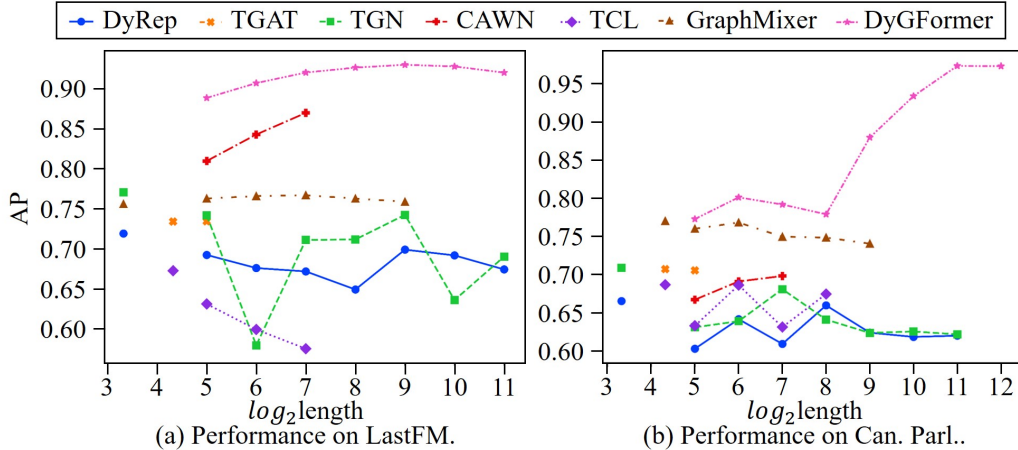 DyRep TGAT TGN CAWN TCL GraphMixer DyGFormer
AP
0.90
0.85
0.80
0.75
0.70
0.65
0.60
3 4 5 6 7 8 9 10 11
log₂length
(a) Performance on LastFM.
0.95
0.90
0.85
0.80
0.75
0.70
0.65
0.60
3 4 5 6 7 8 9 10 11 12
log₂length
(b) Performance on Can. Parl..